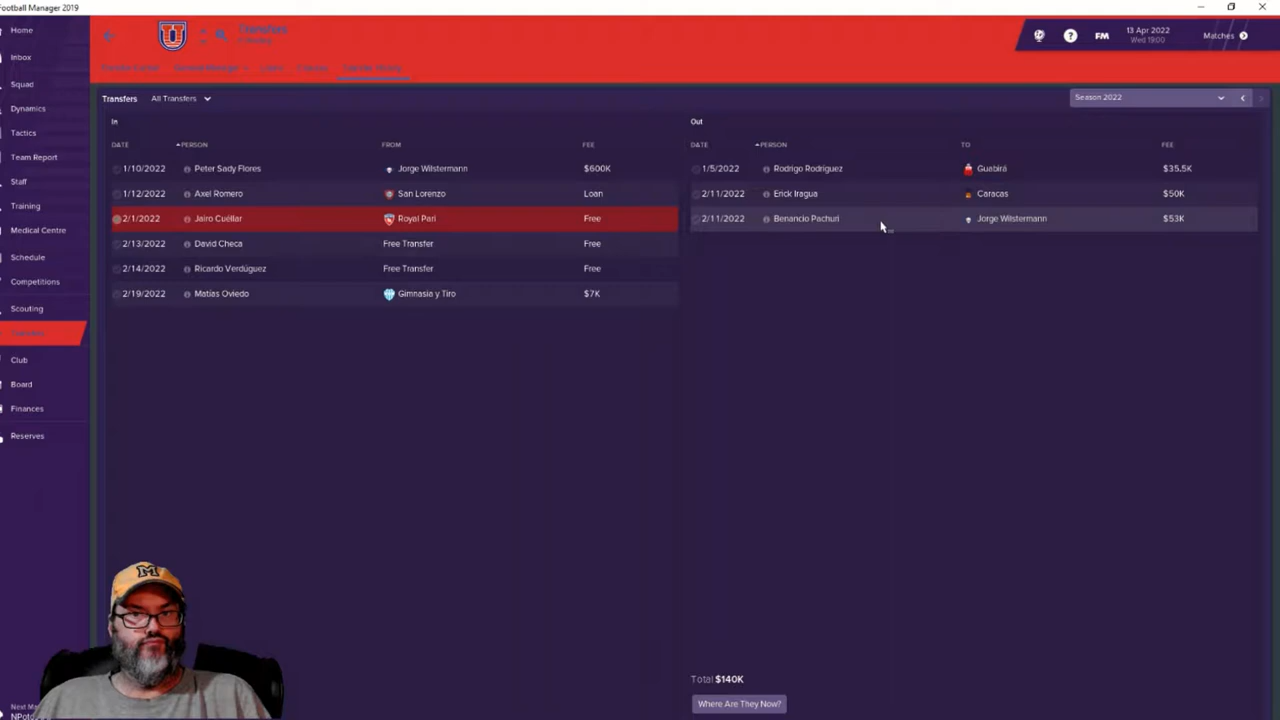 Football Manager 2019
Home
Inbox
Squad
Dynamics
Tactics
Team Report
Staff
Training
Medical Centre
Schedule
Competitions
Scouting
Transfers
Club
Board
Finances
Reserves
Transfers
13 Apr 2022
Wed 19:00
FM
Matches
Transfer History
Transfers All Transfers
Season 2022
In
DATE PERSON FROM FEE
1/10/2022 Peter Sady Flores Jorge Wilstermann $600K
1/12/2022 Axel Romero San Lorenzo Loan
2/1/2022 Jairo Cuéllar Royal Pari Free
2/13/2022 David Checa Free Transfer Free
2/14/2022 Ricardo Verdúguez Free Transfer Free
2/19/2022 Matías Oviedo Gimnasia y Tiro $7K
Out
DATE PERSON TO FEE
1/5/2022 Rodrigo Rodríguez Guabirá $35.5K
2/11/2022 Erick Iragua Caracas $50K
2/11/2022 Benancio Pachuri Jorge Wilstermann $53K
Total $140K
Where Are They Now?